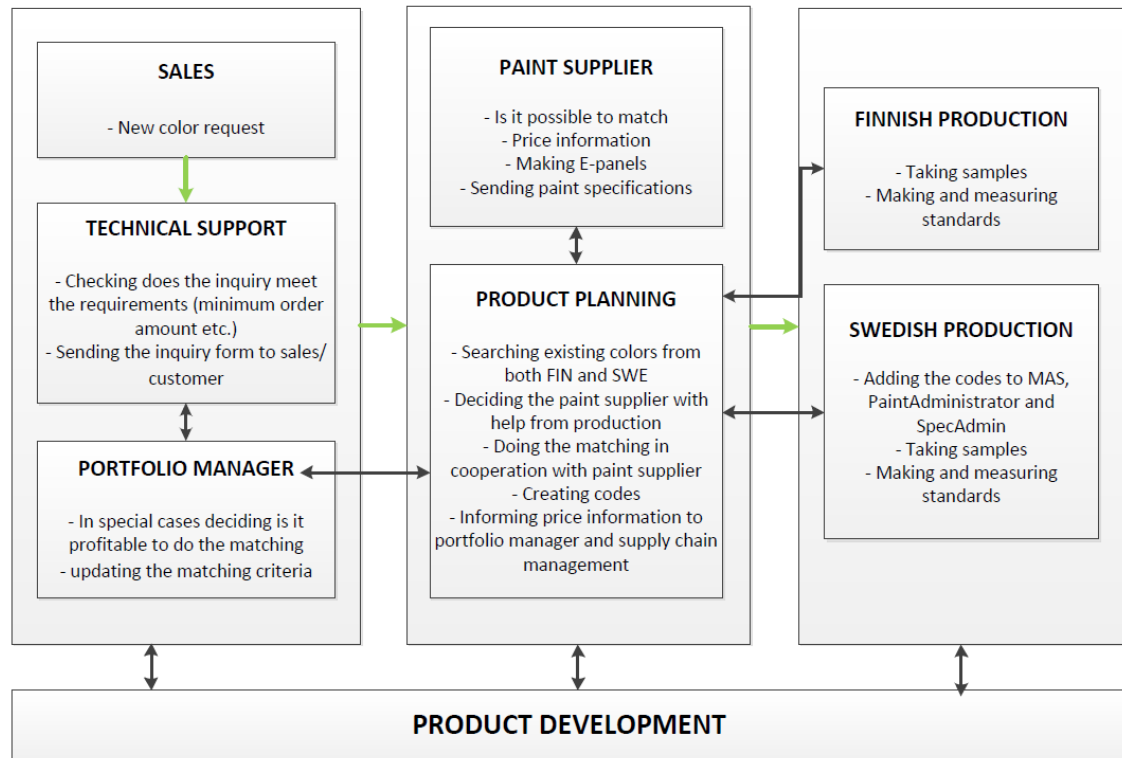 SALES
- New color request
TECHNICAL SUPPORT
- Checking does the inquiry meet
the requirements (minimum order
amount etc.)
- Sending the inquiry form to sales/
customer
PORTFOLIO MANAGER
- In special cases deciding is it
profitable to do the matching
- updating the matching criteria
PAINT SUPPLIER
- Is it possible to match
- Price information
- Making E-panels
- Sending paint specifications
PRODUCT PLANNING
- Searching existing colors from
both FIN and SWE
- Deciding the paint supplier with
help from production
- Doing the matching in
cooperation with paint supplier
- Creating codes
- Informing price information to
portfolio manager and supply chain
management
FINNISH PRODUCTION
- Taking samples
- Making and measuring
standards
SWEDISH PRODUCTION
- Adding the codes to MAS,
PaintAdministrator and
SpecAdmin
- Taking samples
- Making and measuring
standards
PRODUCT DEVELOPMENT